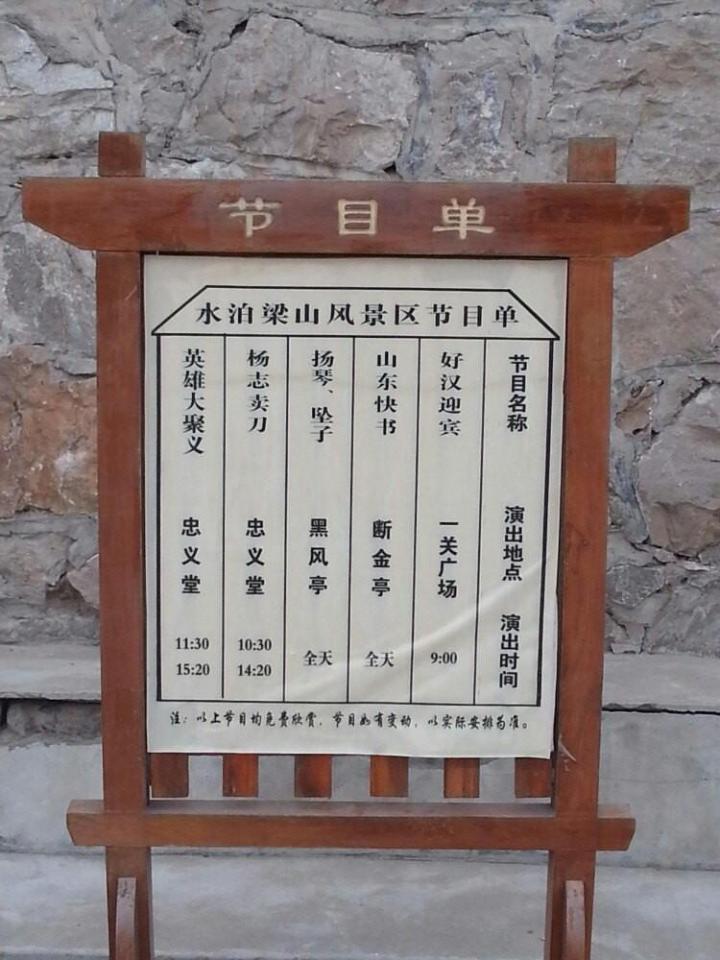 节目单
水泊梁山风景区节目单
节目名称 演出地点 演出时间
好汉迎宾 一关广场 9:00
山东快书 断金亭 全天
扬琴、坠子 黑风亭 全天
杨志卖刀 忠义堂 10:30 14:20
英雄大聚义 忠义堂 11:30 15:20
注：以上节目均免费欣赏，节目如有变动，以实际安排为准。